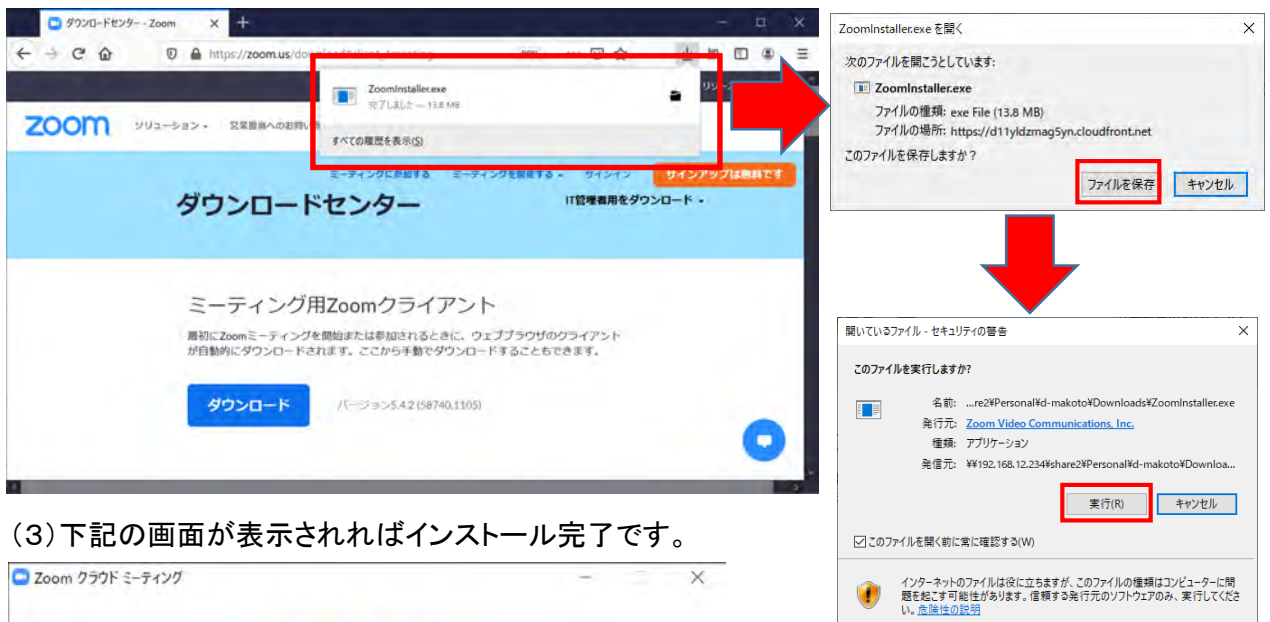 ダウンロードセンター - Zoom
https://zoom.us/
ZoomInstaller.exe
完了しました — 13.8 MB
すべての履歴を表示(S)
zoom
ソリューション
ミーティングに参加する ミーティングを開催する サインイン サインアップは無料です
ダウンロードセンター
IT管理者用をダウンロード
ミーティング用Zoomクライアント
最初にZoomミーティングを開始または参加されるときに、ウェブブラウザのクライアント
が自動的にダウンロードされます。ここから手動でダウンロードすることもできます。
ダウンロード
バージョン5.4.2 (58740.1105)
ZoomInstaller.exe を開く
次のファイルを開こうとしています:
ZoomInstaller.exe
ファイルの種類: exe File (13.8 MB)
ファイルの場所: https://d11yldzmag5yn.cloudfront.net
このファイルを保存しますか？
ファイルを保存 キャンセル
開いているファイル - セキュリティの警告
このファイルを実行しますか?
名前: ...re2¥Personal¥d-makoto¥Downloads¥ZoomInstaller.exe
発行元: Zoom Video Communications, Inc.
種類: アプリケーション
発信元: ¥¥192.168.12.234¥share2¥Personal¥d-makoto¥Downloa...
実行(R) キャンセル
このファイルを開く前に常に確認する(W)
インターネットのファイルは役に立ちますが、このファイルの種類はコンピューターに問
題を起こす可能性があります。信頼する発行元のソフトウェアのみ、実行してくださ
い。危険性の説明
（３）下記の画面が表示されればインストール完了です。
Zoom クラウド ミーティング